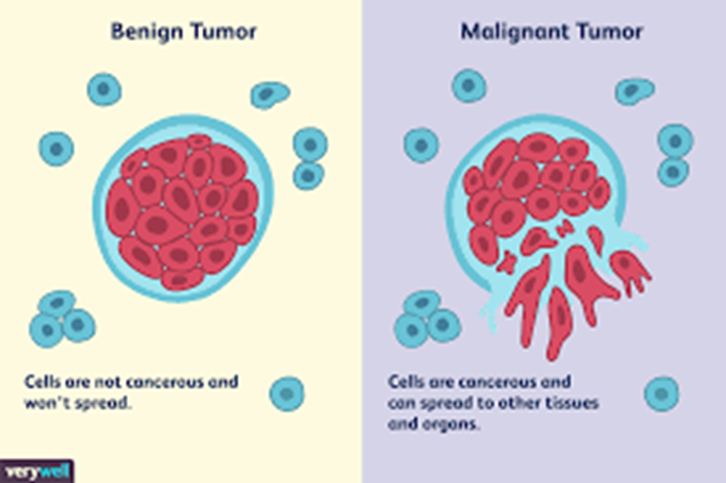 Benign Tumor
Malignant Tumor
Cells are not cancerous and
won't spread.
Cells are cancerous and
can spread to other tissues
and organs.
verywell